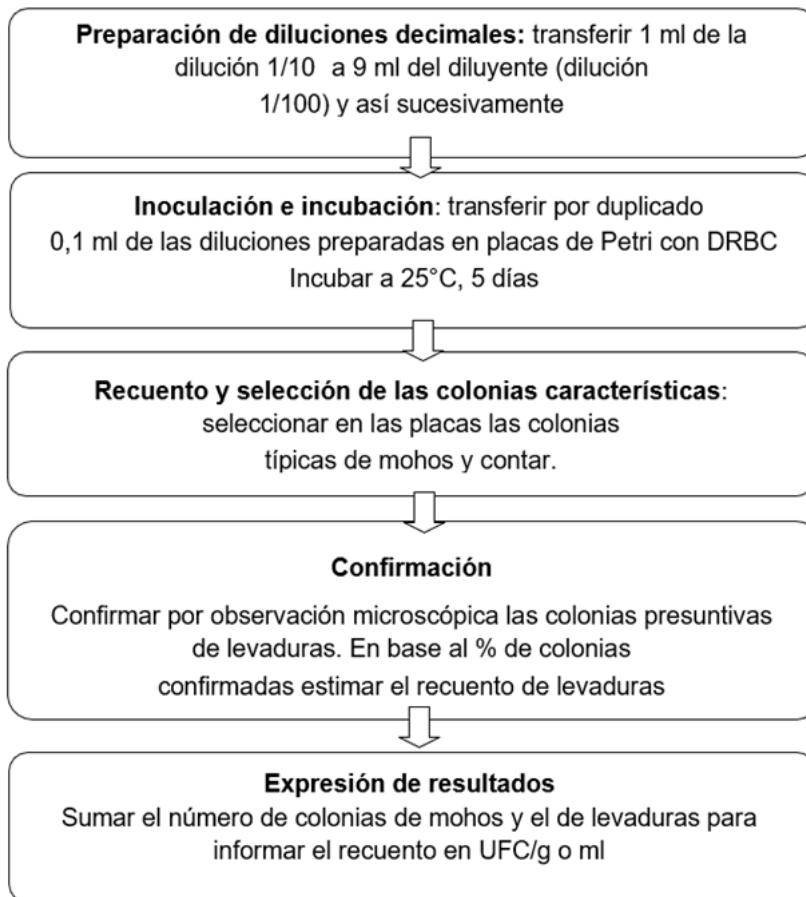 Preparación de diluciones decimales: transferir 1 ml de la
dilución 1/10 a 9 ml del diluyente (dilución
1/100) y así sucesivamente
Inoculación e incubación: transferir por duplicado
0,1 ml de las diluciones preparadas en placas de Petri con DRBC
Incubar a 25°C, 5 días
Recuento y selección de las colonias características:
seleccionar en las placas las colonias
típicas de mohos y contar.
Confirmación
Confirmar por observación microscópica las colonias presuntivas
de levaduras. En base al % de colonias
confirmadas estimar el recuento de levaduras
Expresión de resultados
Sumar el número de colonias de mohos y el de levaduras para
informar el recuento en UFC/g o ml